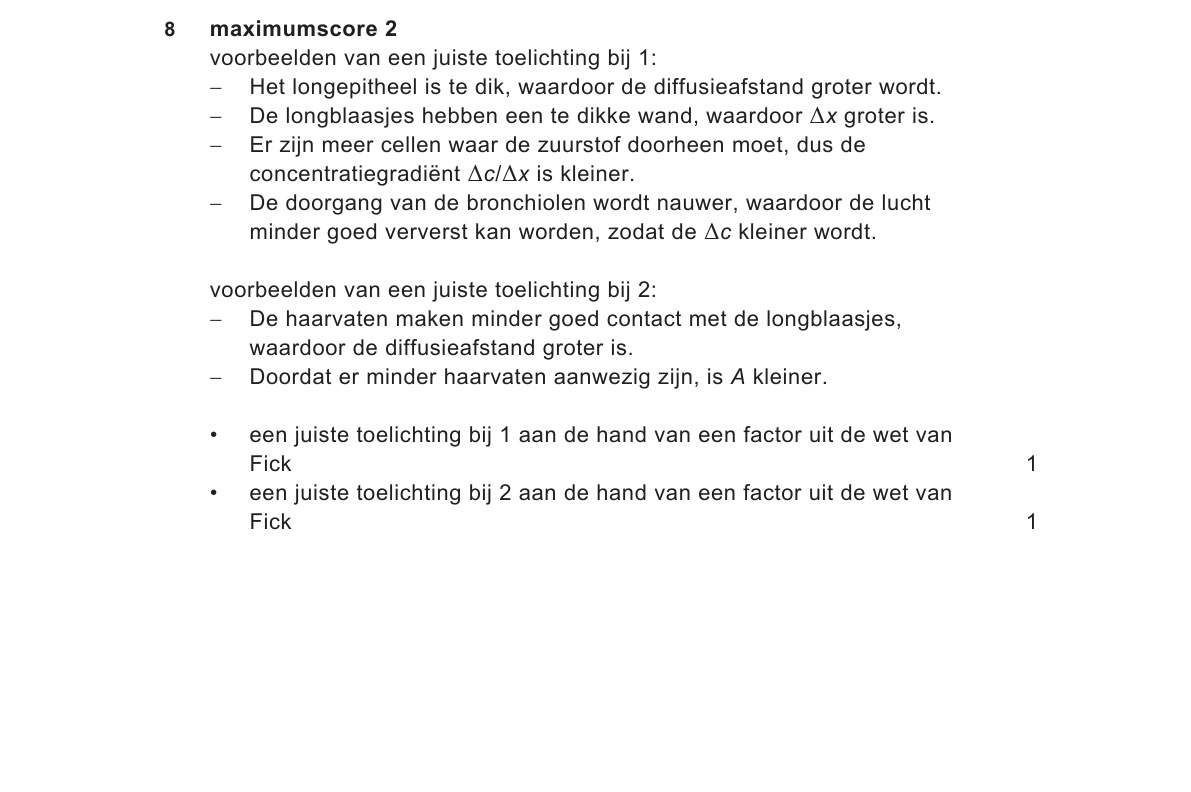 8 maximumscore 2
voorbeelden van een juiste toelichting bij 1:
– Het longepitheel is te dik, waardoor de diffusieafstand groter wordt.
– De longblaasjes hebben een te dikke wand, waardoor Δx groter is.
– Er zijn meer cellen waar de zuurstof doorheen moet, dus de
concentratiegradiënt Δc/Δx is kleiner.
– De doorgang van de bronchiolen wordt nauwer, waardoor de lucht
minder goed ververst kan worden, zodat de Δc kleiner wordt.
voorbeelden van een juiste toelichting bij 2:
– De haarvaten maken minder goed contact met de longblaasjes,
waardoor de diffusieafstand groter is.
– Doordat er minder haarvaten aanwezig zijn, is A kleiner.
• een juiste toelichting bij 1 aan de hand van een factor uit de wet van
Fick 1
• een juiste toelichting bij 2 aan de hand van een factor uit de wet van
Fick 1